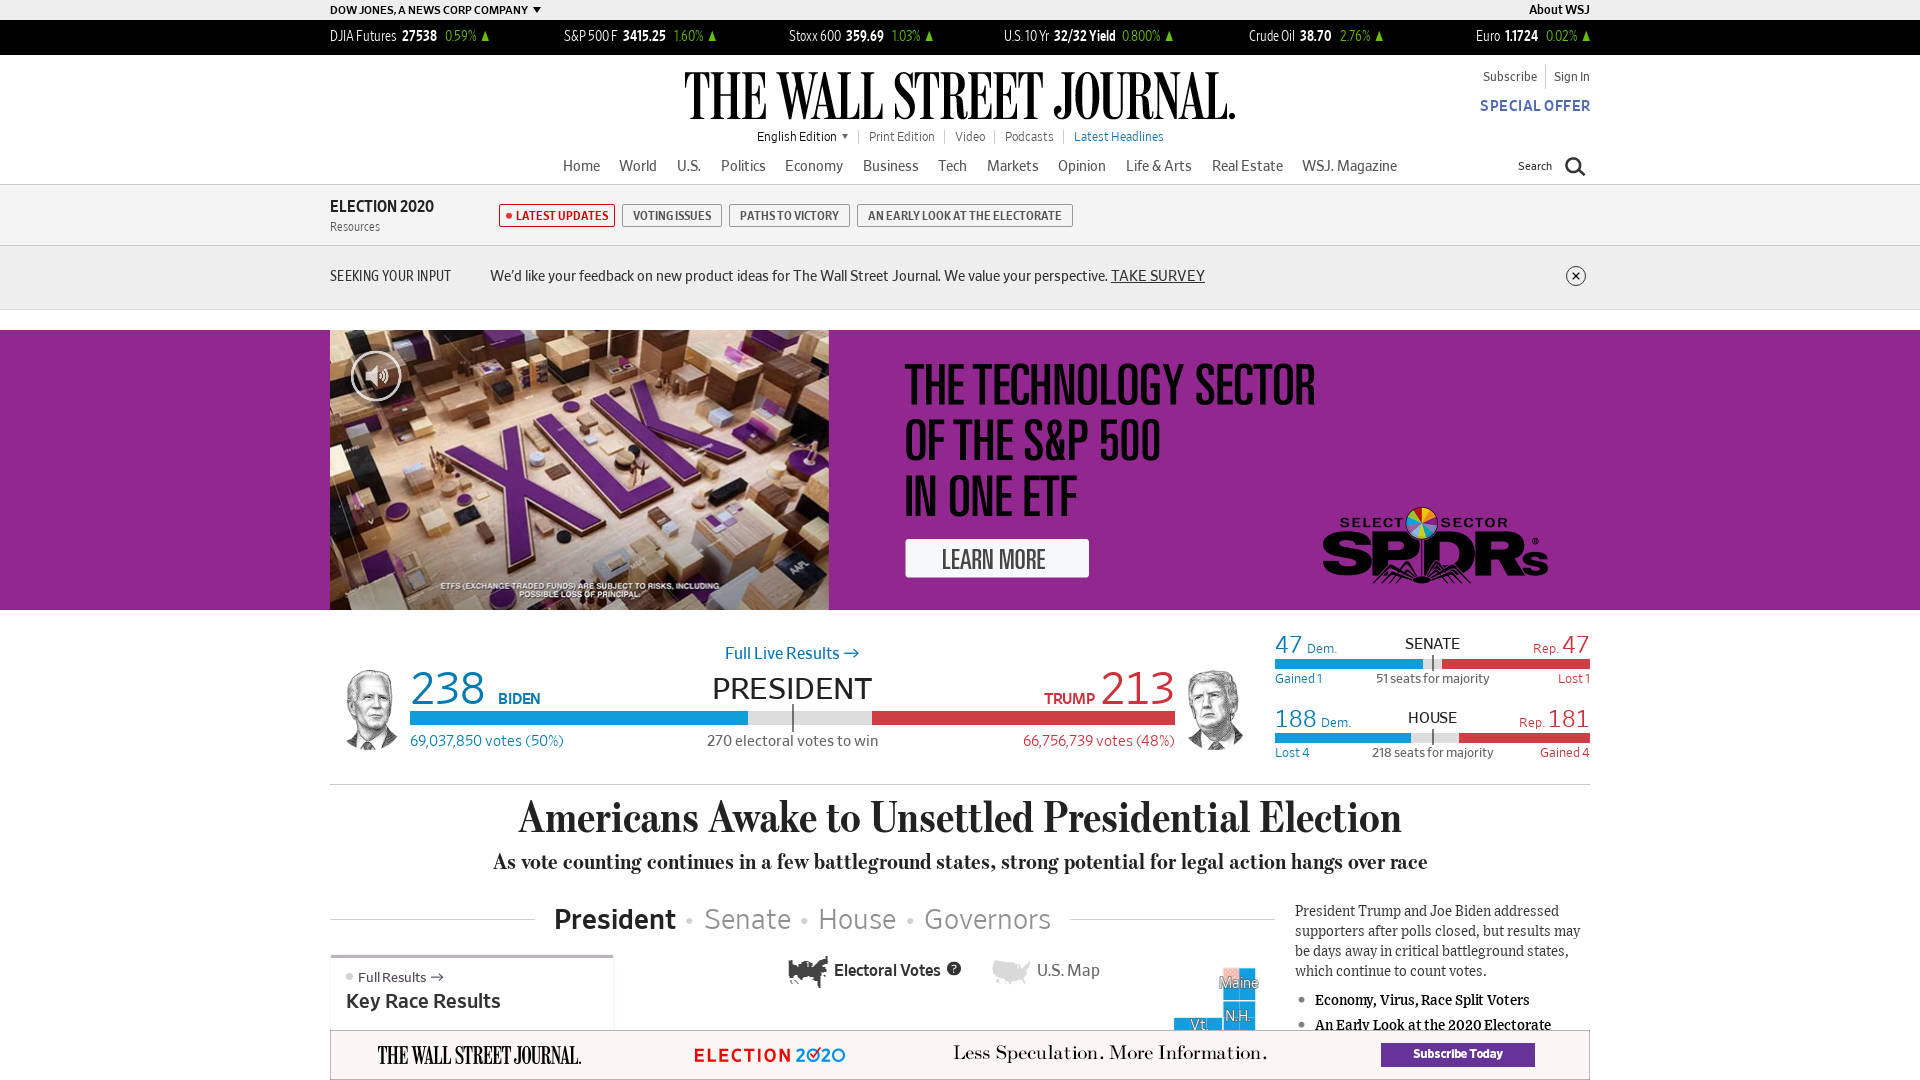 DOW JONES, A NEWS CORP COMPANY
About WSJ
DJIA Futures 27538 0.59%
S&P 500 F 3415.25 1.60%
Stoxx 600 359.69 1.03%
U.S. 10 Yr 32/32 Yield 0.800%
Crude Oil 38.70 2.76%
Euro 1.1724 0.02%
THE WALL STREET JOURNAL.
Subscribe
Sign In
SPECIAL OFFER
English Edition
Print Edition
Video
Podcasts
Latest Headlines
Home
World
U.S.
Politics
Economy
Business
Tech
Markets
Opinion
Life & Arts
Real Estate
WSJ. Magazine
Search
ELECTION 2020
Resources
LATEST UPDATES
VOTING ISSUES
PATHS TO VICTORY
AN EARLY LOOK AT THE ELECTORATE
SEEKING YOUR INPUT
We'd like your feedback on new product ideas for The Wall Street Journal. We value your perspective. TAKE SURVEY
XLK
AAPL
ETFS (EXCHANGE TRADED FUNDS) ARE SUBJECT TO RISKS, INCLUDING
POSSIBLE LOSS OF PRINCIPAL.
THE TECHNOLOGY SECTOR
OF THE S&P 500
IN ONE ETF
LEARN MORE
SELECT SECTOR
SPDRs®
Full Live Results →
238 BIDEN
PRESIDENT
TRUMP 213
69,037,850 votes (50%)
270 electoral votes to win
66,756,739 votes (48%)
47 Dem.
SENATE
Rep. 47
Gained 1
51 seats for majority
Lost 1
188 Dem.
HOUSE
Rep. 181
Lost 4
218 seats for majority
Gained 4
Americans Awake to Unsettled Presidential Election
As vote counting continues in a few battleground states, strong potential for legal action hangs over race
President • Senate • House • Governors
Full Results →
Key Race Results
Electoral Votes ?
U.S. Map
Maine
N.H.
Vt.
President Trump and Joe Biden addressed
supporters after polls closed, but results may
be days away in critical battleground states,
which continue to count votes.
• Economy, Virus, Race Split Voters
• An Early Look at the 2020 Electorate
THE WALL STREET JOURNAL.
ELECTION 2020
Less Speculation. More Information.
Subscribe Today